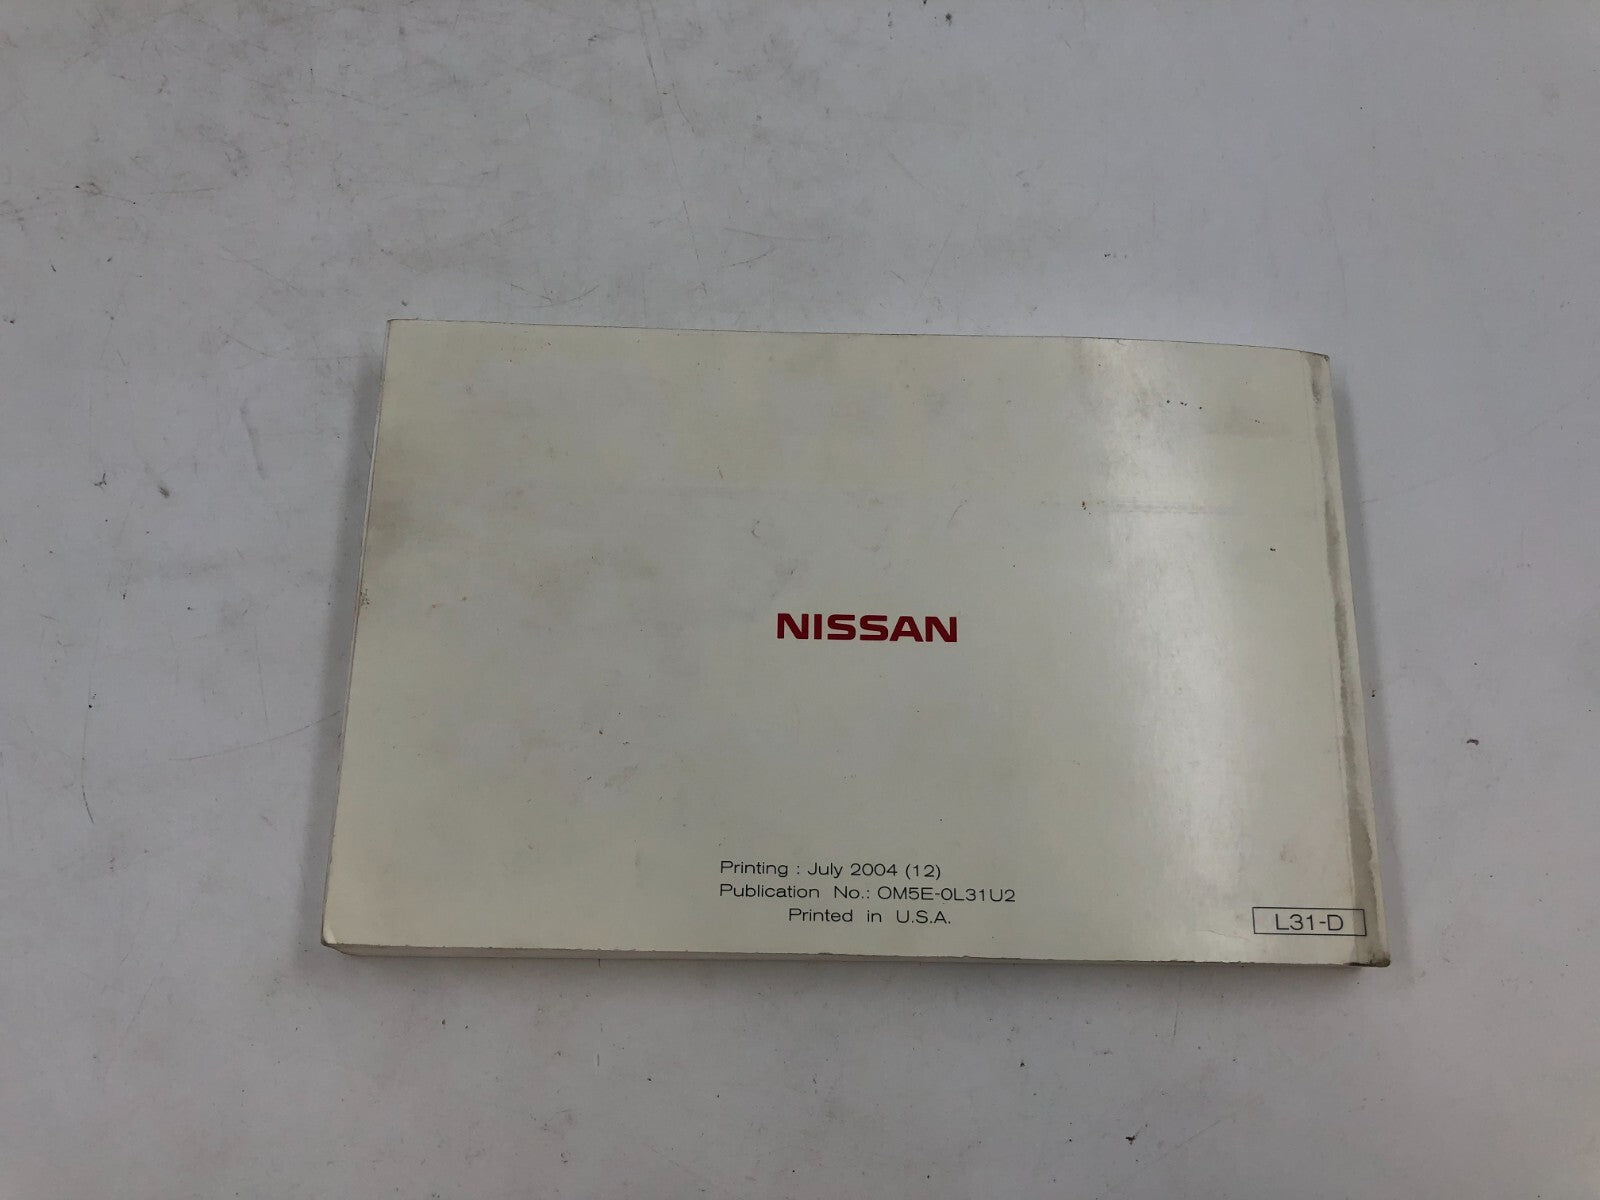 NISSAN
Printing : July 2004 (12)
Publication No.: OM5E-0L31U2
Printed in U.S.A.
L31-D